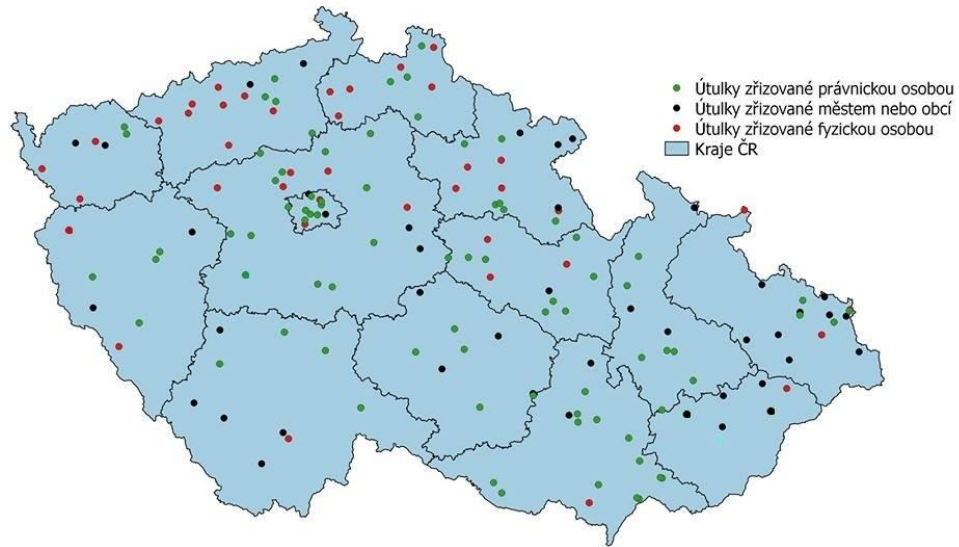 Útulky zřizované právnickou osobou
Útulky zřizované městem nebo obcí
Útulky zřizované fyzickou osobou
Kraje ČR